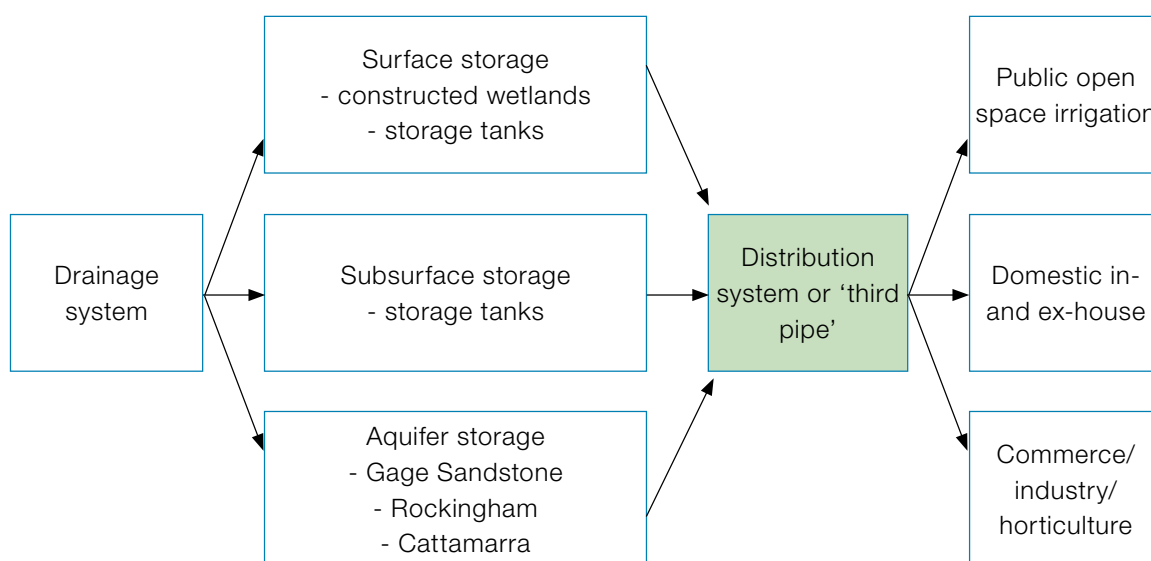 Drainage
system
Surface storage
- constructed wetlands
- storage tanks
Subsurface storage
- storage tanks
Aquifer storage
- Gage Sandstone
- Rockingham
- Cattamarra
Distribution
system or ‘third
pipe’
Public open
space irrigation
Domestic in-
and ex-house
Commerce/
industry/
horticulture